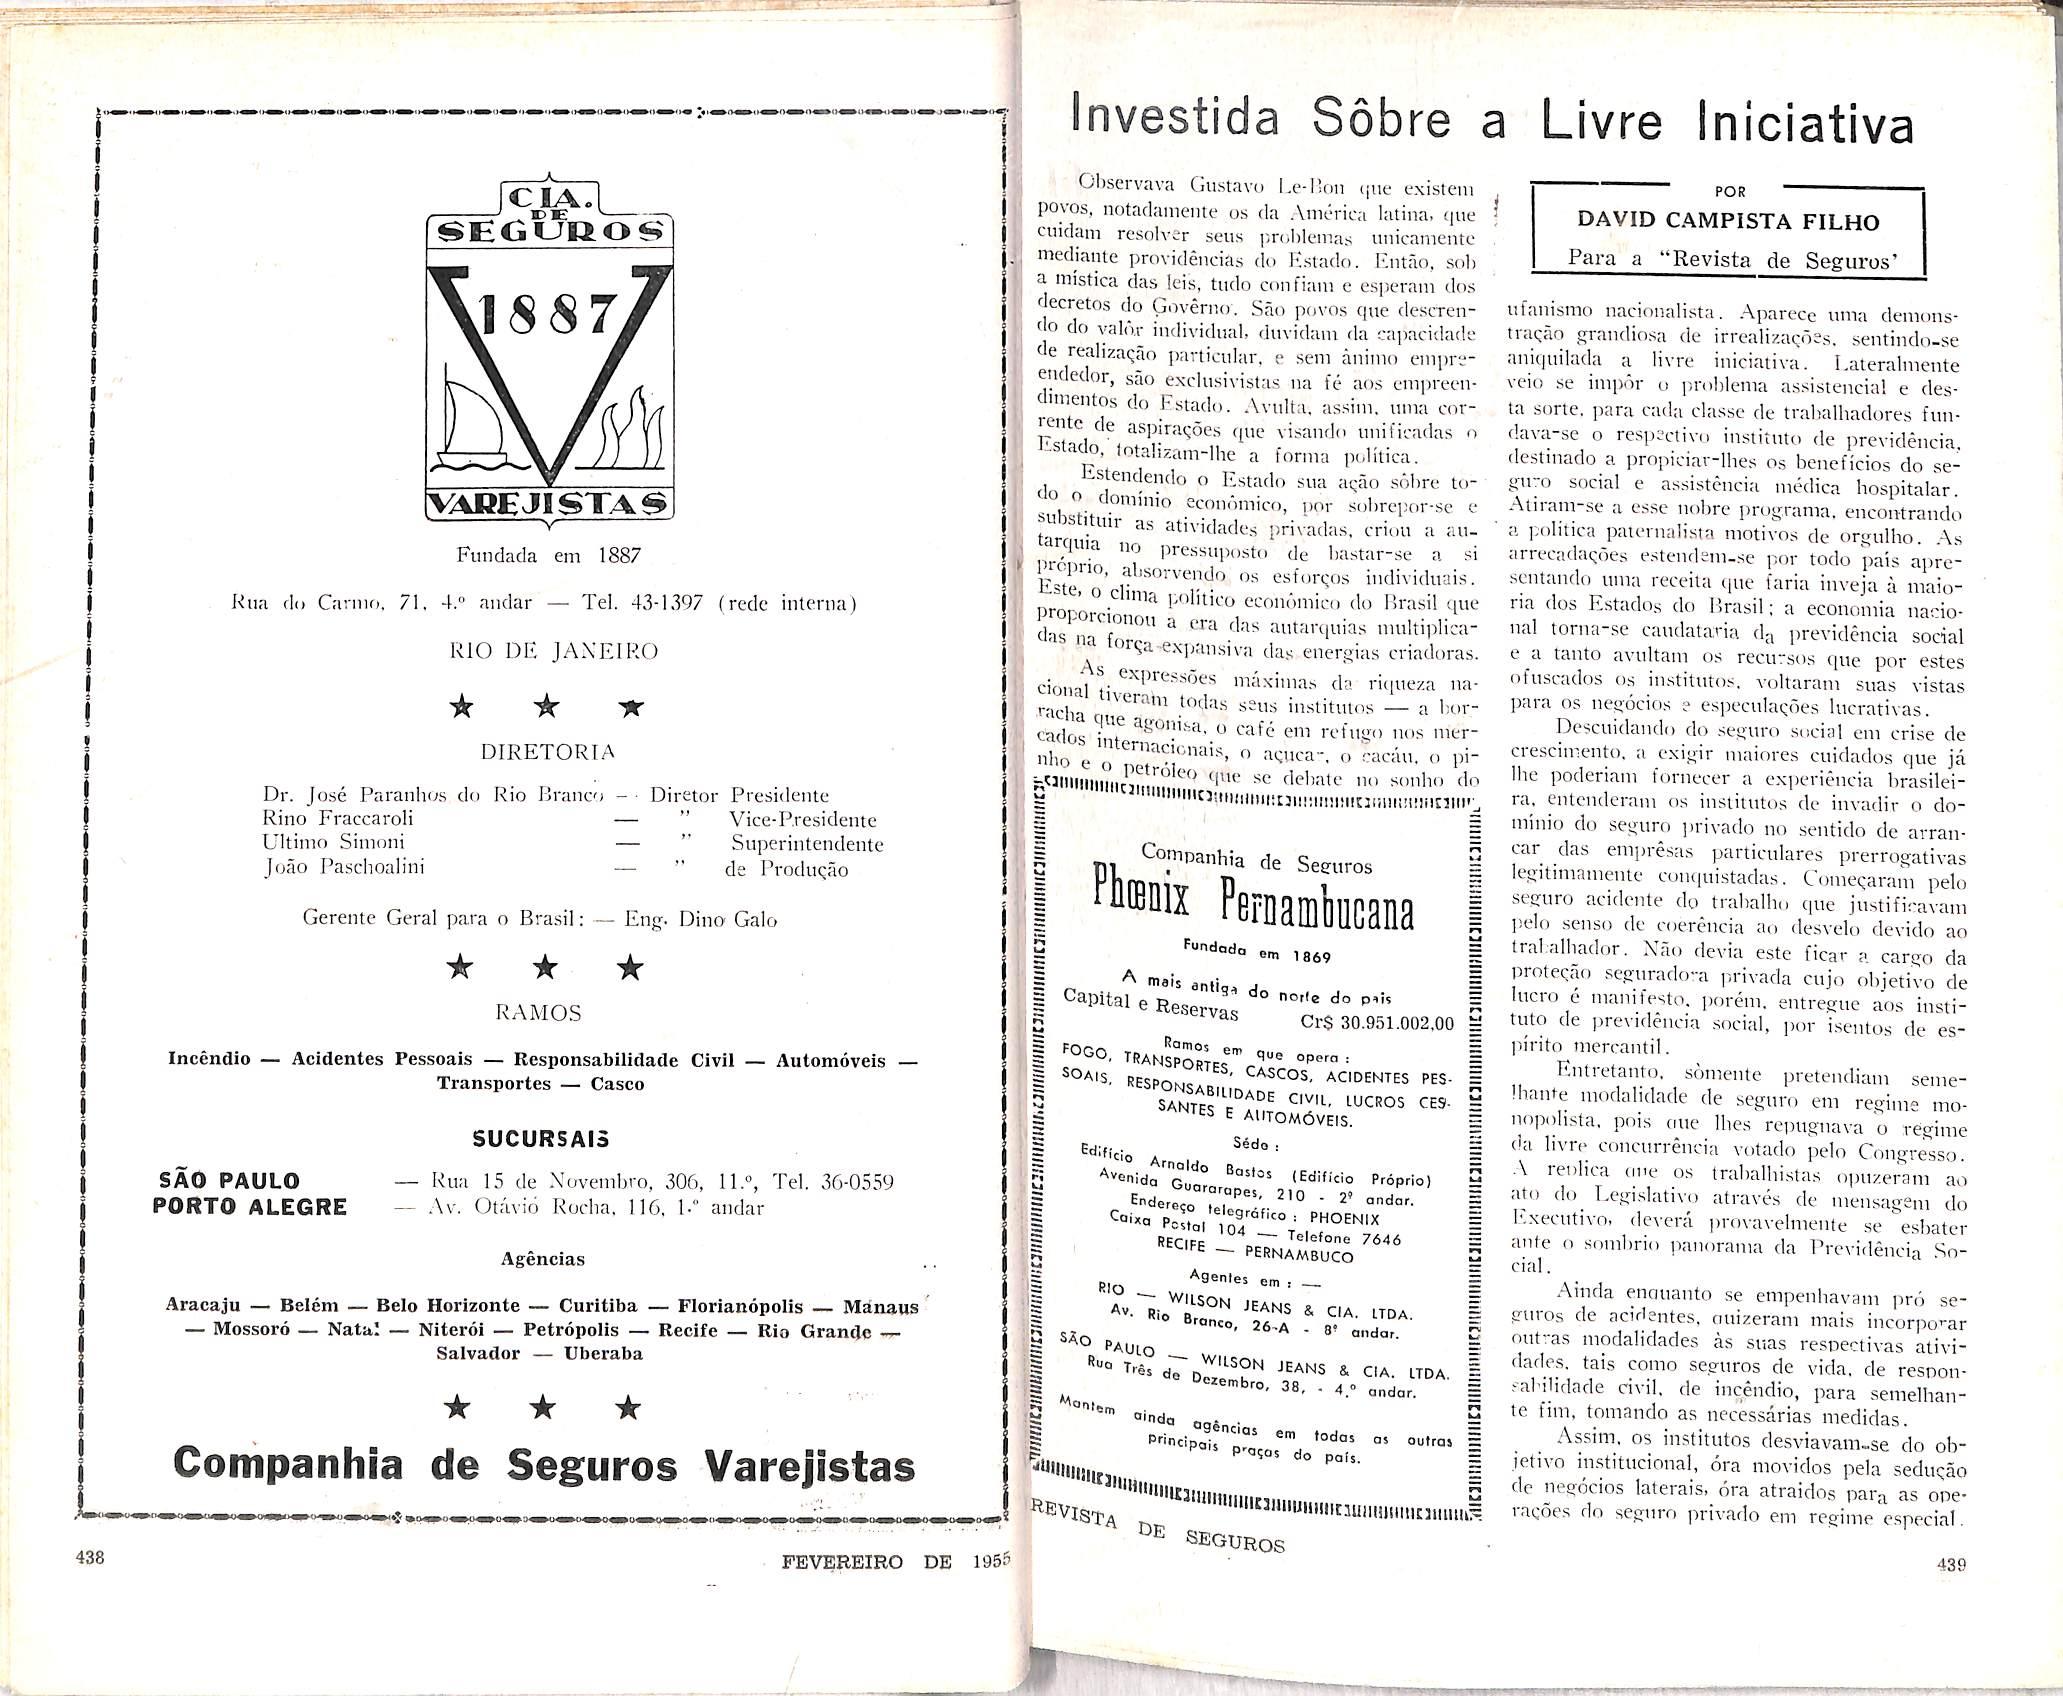 CIA.
DE
SEGUROS
1887
VAREJISTAS
Fundada em 1887
Rua do Carmo, 71, 4.º andar — Tel. 43-1397 (rede interna)
RIO DE JANEIRO
DIRETORIA
Dr. José Paranhos do Rio Branco — Diretor Presidente
Rino Fraccaroli — " Vice-Presidente
Ultimo Simoni — " Superintendente
João Paschoalini — " de Produção
Gerente Geral para o Brasil: — Eng. Dino Galo
RAMOS
Incêndio — Acidentes Pessoais — Responsabilidade Civil — Automóveis —
Transportes — Casco
SUCURSAIS
SÃO PAULO — Rua 15 de Novembro, 306, 11.º, Tel. 36-0559
PORTO ALEGRE — Av. Otávio Rocha, 116, 1.º andar
Agências
Aracaju — Belém — Belo Horizonte — Curitiba — Florianópolis — Manaus
— Mossoró — Natal — Niterói — Petrópolis — Recife — Rio Grande —
Salvador — Uberaba
Companhia de Seguros Varejistas
438
FEVEREIRO DE 1955
Investida Sôbre a Livre Iniciativa
POR
DAVID CAMPISTA FILHO
Para a "Revista de Seguros'
Observava Gustavo Le-Bon que existem
povos, notadamente os da América latina, que
cuidam resolver seus problemas unicamente
mediante providências do Estado. Então, sob
a mística das leis, tudo confiam e esperam dos
decretos do Govêrno. São povos que descren-
do do valôr individual, duvidam da capacidade
de realização particular, e sem ânimo empre-
endedor, são exclusivistas na fé aos empreen-
dimentos do Estado. Avulta, assim, uma cor-
rente de aspirações que visando unificadas o
Estado, totalizam-lhe a forma política.
Estendendo o Estado sua ação sôbre to-
do o domínio econômico, por sobrepor-se e
substituir as atividades privadas, criou a au-
tarquia no pressuposto de bastar-se a si
próprio, absorvendo os esforços individuais.
Este, o clima político econômico do Brasil que
proporcionou a era das autarquias multiplica-
das na força expansiva das energias criadoras.
As expressões máximas da riqueza na-
cional tiveram todas seus institutos — a bor-
racha que agonisa, o café em refugo nos mer-
cados internacionais, o açucar, o cacáu, o pi-
nho e o petróleo que se debate no sonho do
Companhia de Seguros
Phœnix Pernambucana
Fundada em 1869
A mais antiga do norte do pais
Capital e Reservas Cr$ 30.951.002,00
Ramos em que opera :
FOGO, TRANSPORTES, CASCOS, ACIDENTES PES-
SOAIS, RESPONSABILIDADE CIVIL, LUCROS CES-
SANTES E AUTOMÓVEIS.
Séde :
Edifício Arnaldo Bastos (Edifício Próprio)
Avenida Guararapes, 210 - 2º andar.
Endereço telegráfico : PHOENIX
Caixa Postal 104 — Telefone 7646
RECIFE — PERNAMBUCO
Agentes em : —
RIO — WILSON JEANS & CIA. LTDA.
Av. Rio Branco, 26-A - 8º andar.
SÃO PAULO — WILSON JEANS & CIA. LTDA.
Rua Três de Dezembro, 38, - 4.º andar.
Mantem ainda agências em todas as outras
principais praças do país.
REVISTA DE SEGUROS
ufanismo nacionalista. Aparece uma demons-
tração grandiosa de irrealizações, sentindo-se
aniquilada a livre iniciativa. Lateralmente
veio se impôr o problema assistencial e des-
ta sorte, para cada classe de trabalhadores fun-
dava-se o respectivo instituto de previdência,
destinado a propiciar-lhes os benefícios do se-
guro social e assistência médica hospitalar.
Atiram-se a esse nobre programa, encontrando
a política paternalista motivos de orgulho. As
arrecadações estendem-se por todo país apre-
sentando uma receita que faria inveja à maio-
ria dos Estados do Brasil; a economia nacio-
nal torna-se caudataria da previdência social
e a tanto avultam os recursos que por estes
ofuscados os institutos, voltaram suas vistas
para os negócios e especulações lucrativas.
Descuidando do seguro social em crise de
crescimento, a exigir maiores cuidados que já
lhe poderiam fornecer a experiência brasilei-
ra, entenderam os institutos de invadir o do-
mínio do seguro privado no sentido de arran-
car das emprêsas particulares prerrogativas
legitimamente conquistadas. Começaram pelo
seguro acidente do trabalho que justificavam
pelo senso de coerência ao desvelo devido ao
trabalhador. Não devia este ficar a cargo da
proteção seguradora privada cujo objetivo de
lucro é manifesto, porém, entregue aos insti-
tuto de previdência social, por isentos de es-
pírito mercantil.
Entretanto, sòmente pretendiam seme-
lhante modalidade de seguro em regime mo-
nopolista, pois que lhes repugnava o regime
da livre concurrência votado pelo Congresso.
A replica que os trabalhistas opuzeram ao
ato do Legislativo através de mensagem do
Executivo, deverá provavelmente se esbater
ante o sombrio panorama da Previdência So-
cial.
Ainda enquanto se empenhavam pró se-
guros de acidentes, quizeram mais incorporar
outras modalidades às suas respectivas ativi-
dades, tais como seguros de vida, de respon-
sabilidade civil, de incêndio, para semelhan-
te fim, tomando as necessárias medidas.
Assim, os institutos desviavam-se do ob-
jetivo institucional, óra movidos pela sedução
de negócios laterais, óra atraidos para as ope-
rações do seguro privado em regime especial.
439